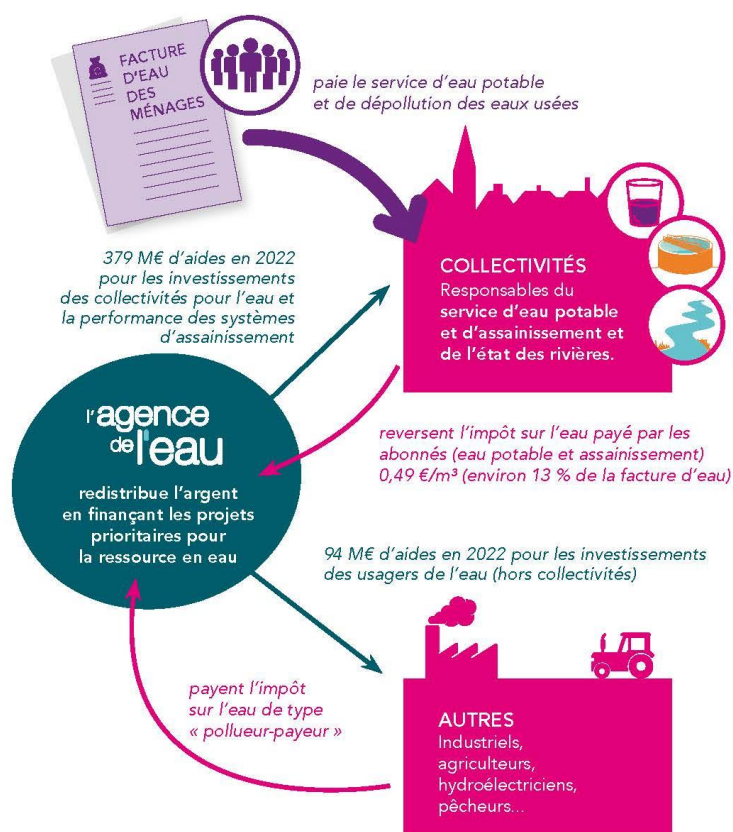 FACTURE
D'EAU
DES
MÉNAGES
paie le service d'eau potable
et de dépollution des eaux usées
379 M€ d'aides en 2022
pour les investissements
des collectivités pour l'eau et
la performance des systèmes
d'assainissement
COLLECTIVITÉS
Responsables du
service d'eau potable
et d'assainissement et
de l'état des rivières.
l'agence
de l'eau
redistribue l'argent
en finançant les projets
prioritaires pour
la ressource en eau
reversent l'impôt sur l'eau payé par les
abonnés (eau potable et assainissement)
0,49 €/m³ (environ 13 % de la facture d'eau)
94 M€ d'aides en 2022 pour les investissements
des usagers de l'eau (hors collectivités)
payent l'impôt
sur l'eau de type
« pollueur-payeur »
AUTRES
Industriels,
agriculteurs,
hydroélectriciens,
pêcheurs...